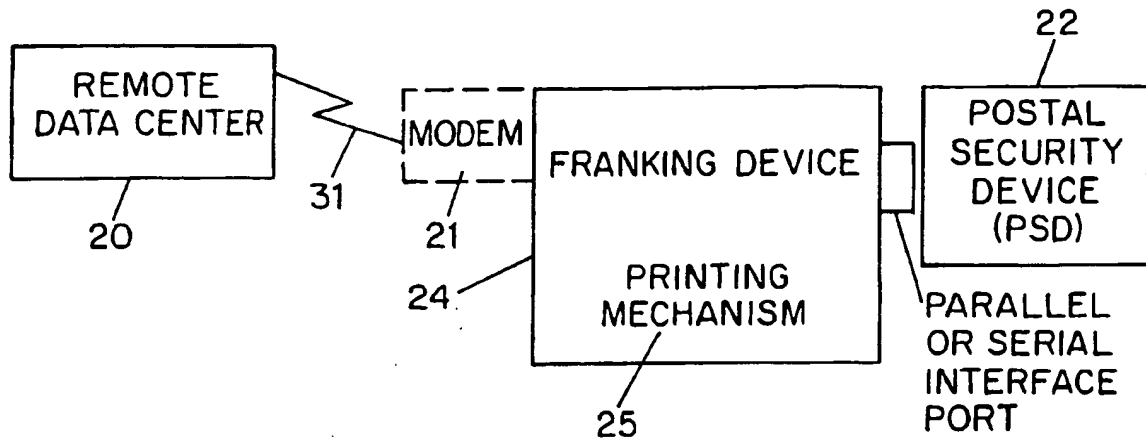 REMOTE
DATA CENTER
20
31
MODEM
21
24
FRANKING DEVICE
PRINTING
MECHANISM
25
22
POSTAL
SECURITY
DEVICE
(PSD)
PARALLEL
OR SERIAL
INTERFACE
PORT